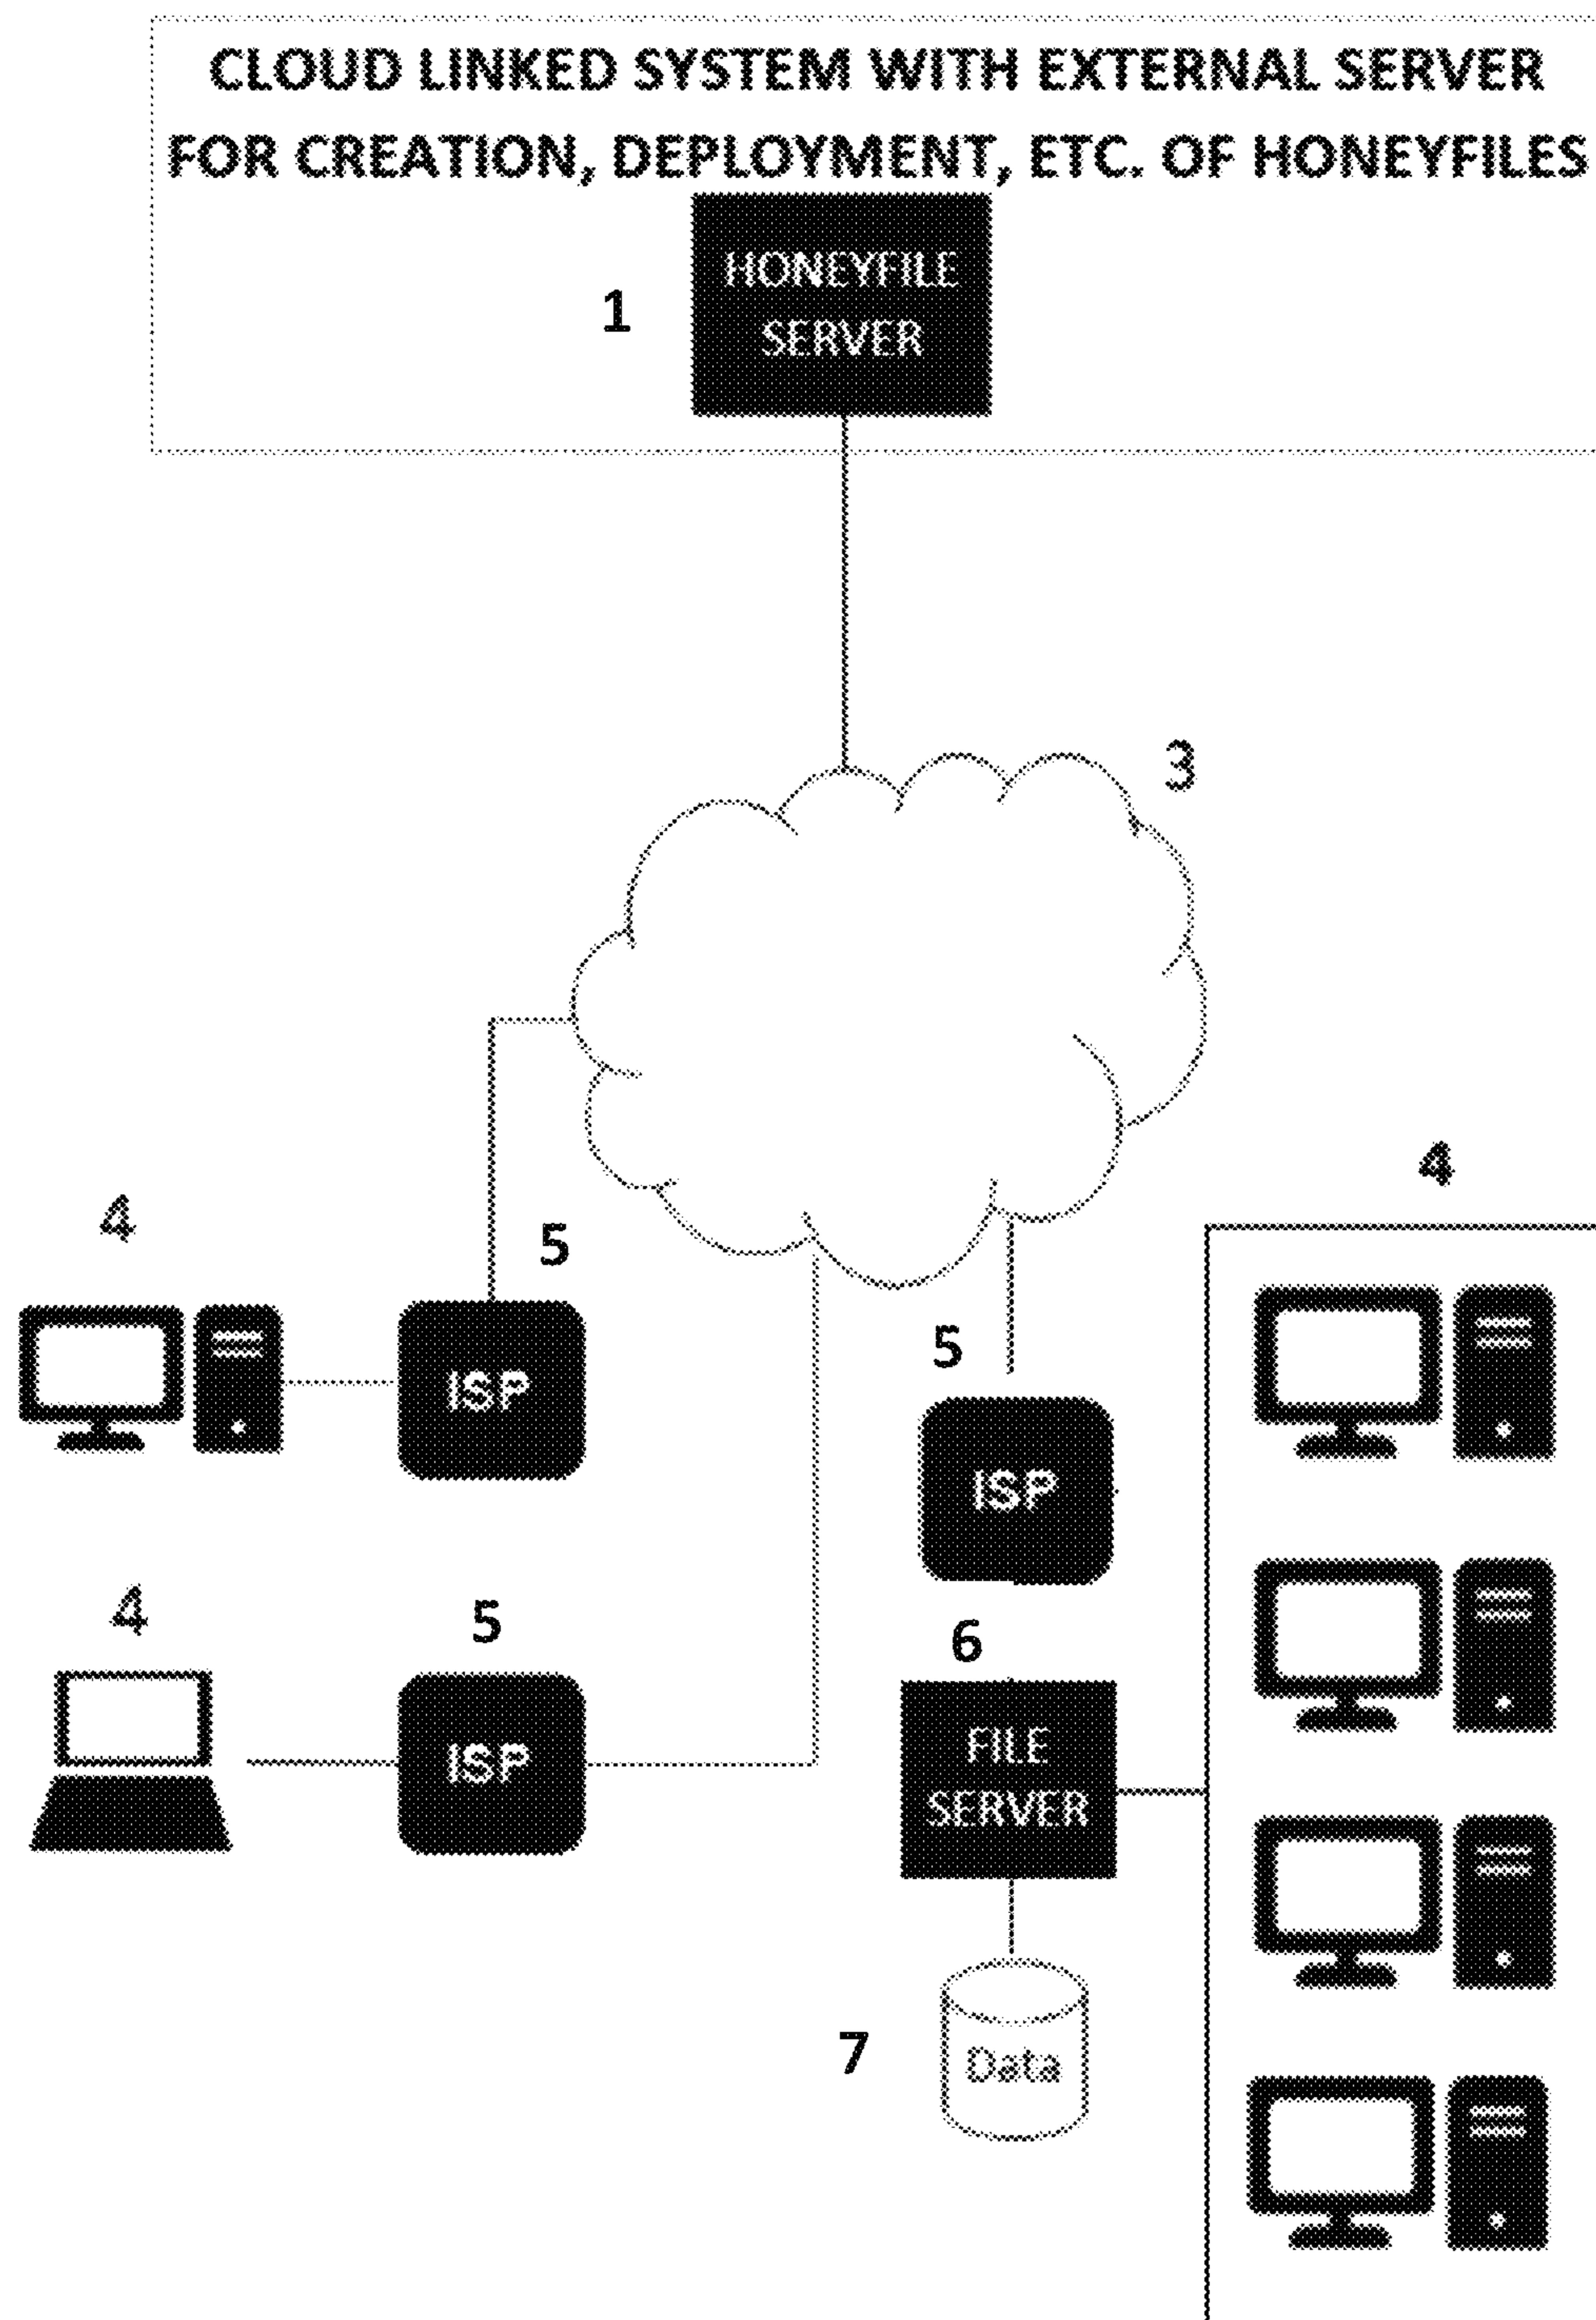 CLOUD LINKED SYSTEM WITH EXTERNAL SERVER
FOR CREATION, DEPLOYMENT, ETC. OF HONEYFILES
HONEYFILE
SERVER
1
3
4
4
5
5
ISP
ISP
4
5
6
ISP
FILE
SERVER
7
Data